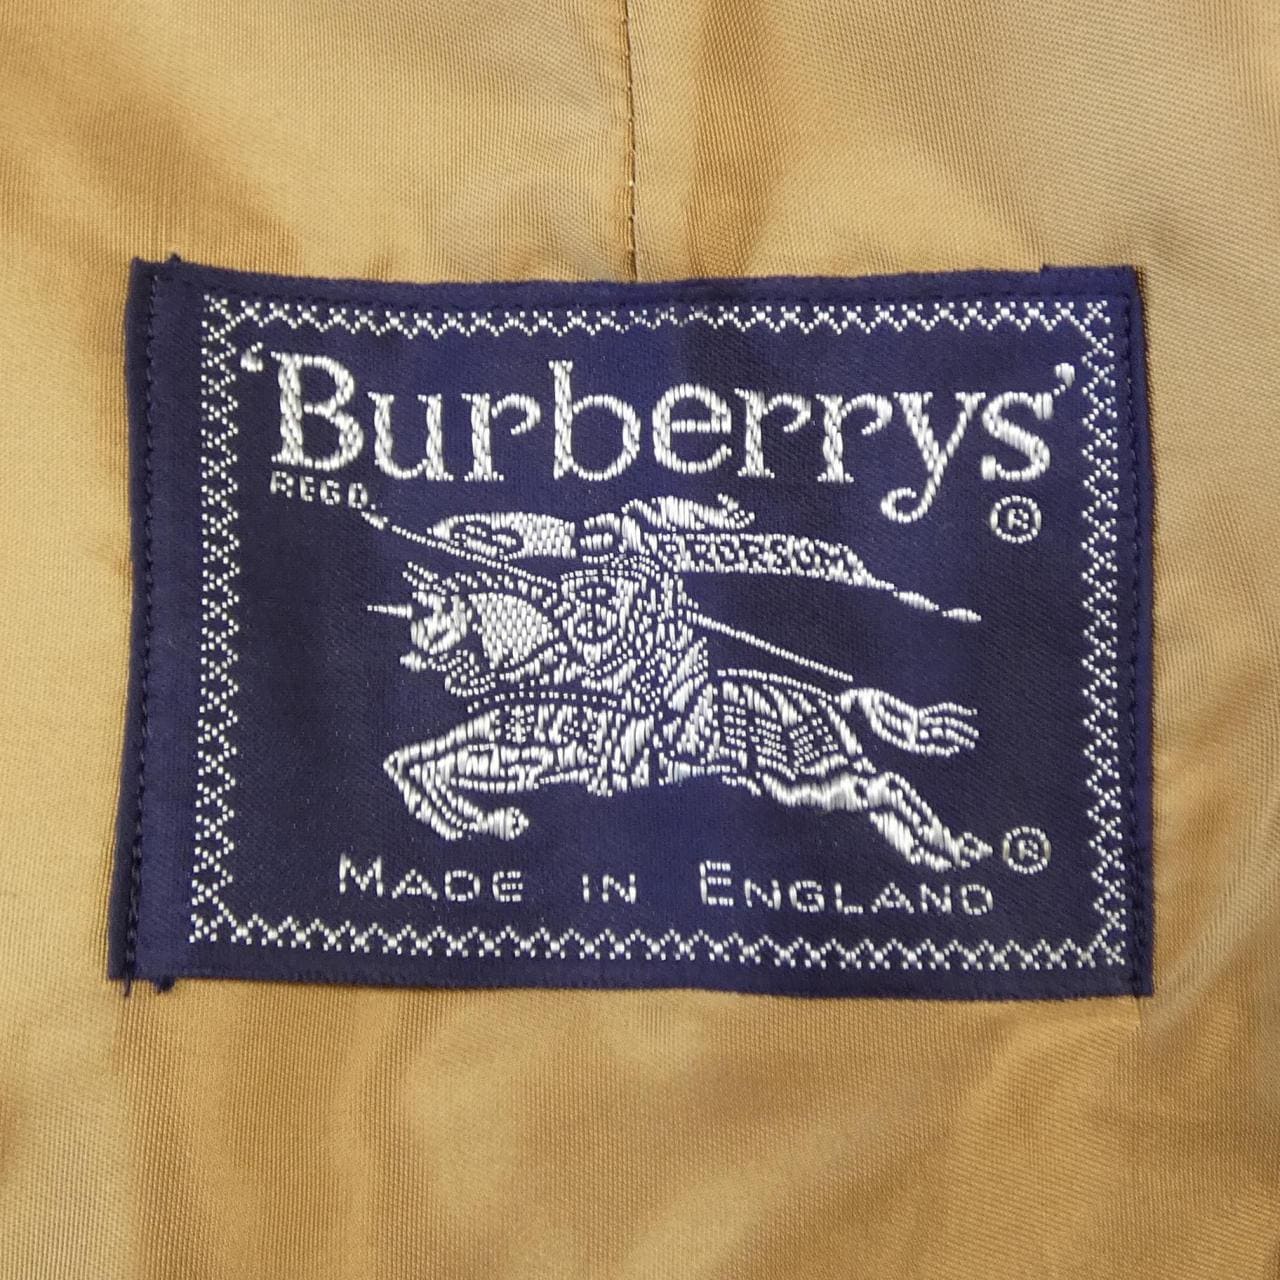 'Burberrys'
REGD.
®
®
MADE IN ENGLAND